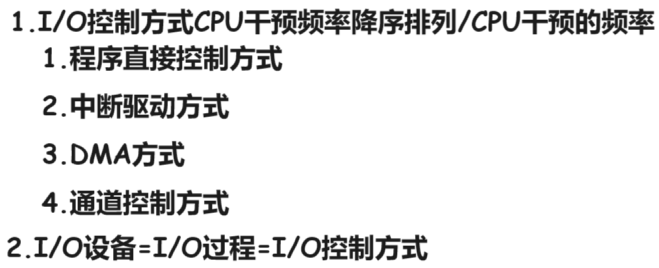 1.I/O控制方式CPU干预频率降序排列/CPU干预的频率
1.程序直接控制方式
2.中断驱动方式
3.DMA方式
4.通道控制方式
2.I/O设备=I/O过程=I/O控制方式